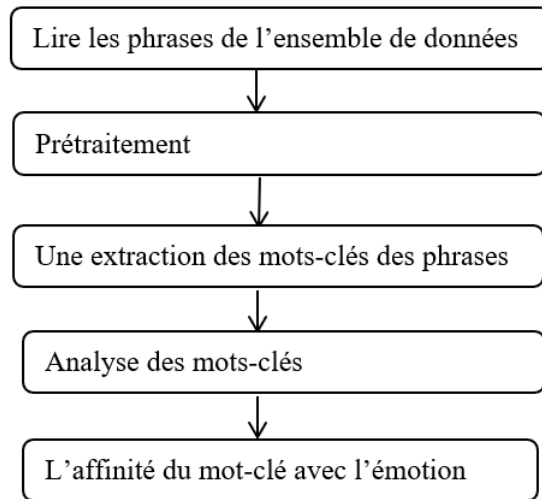 Lire les phrases de l’ensemble de données
Prétraitement
Une extraction des mots-clés des phrases
Analyse des mots-clés
L’affinité du mot-clé avec l’émotion